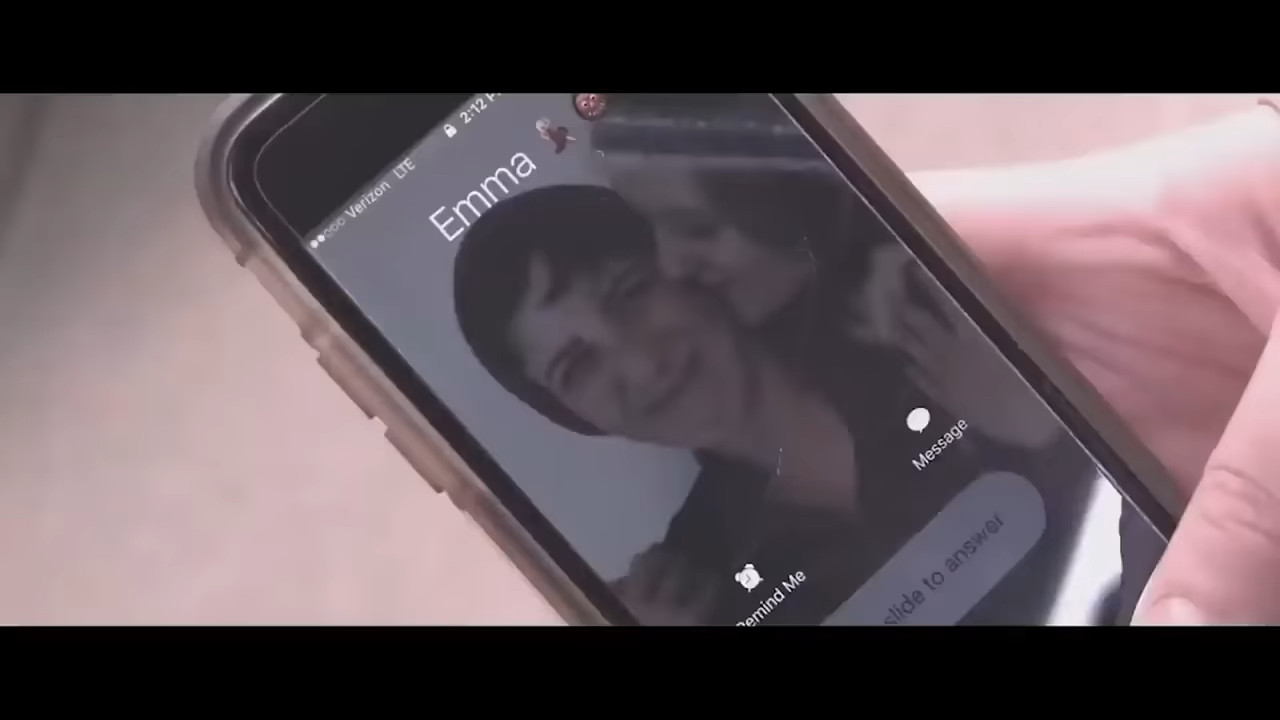 Verizon LTE
2:12 P
Emma
Message
Remind Me
slide to answer